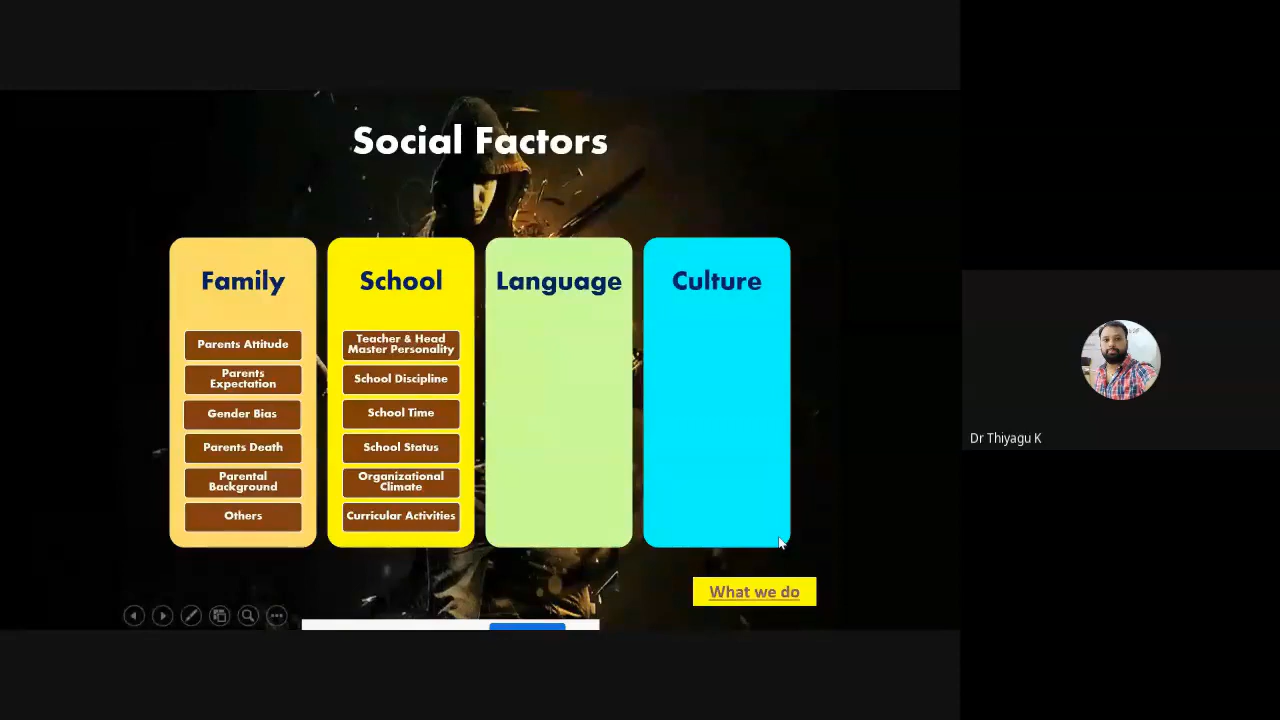 Social Factors
Family
Parents Attitude
Parents
Expectation
Gender Bias
Parents Death
Parental
Background
Others
School
Teacher & Head
Master Personality
School Discipline
School Time
School Status
Organizational
Climate
Curricular Activities
Language
Culture
What we do
Dr Thiyagu K